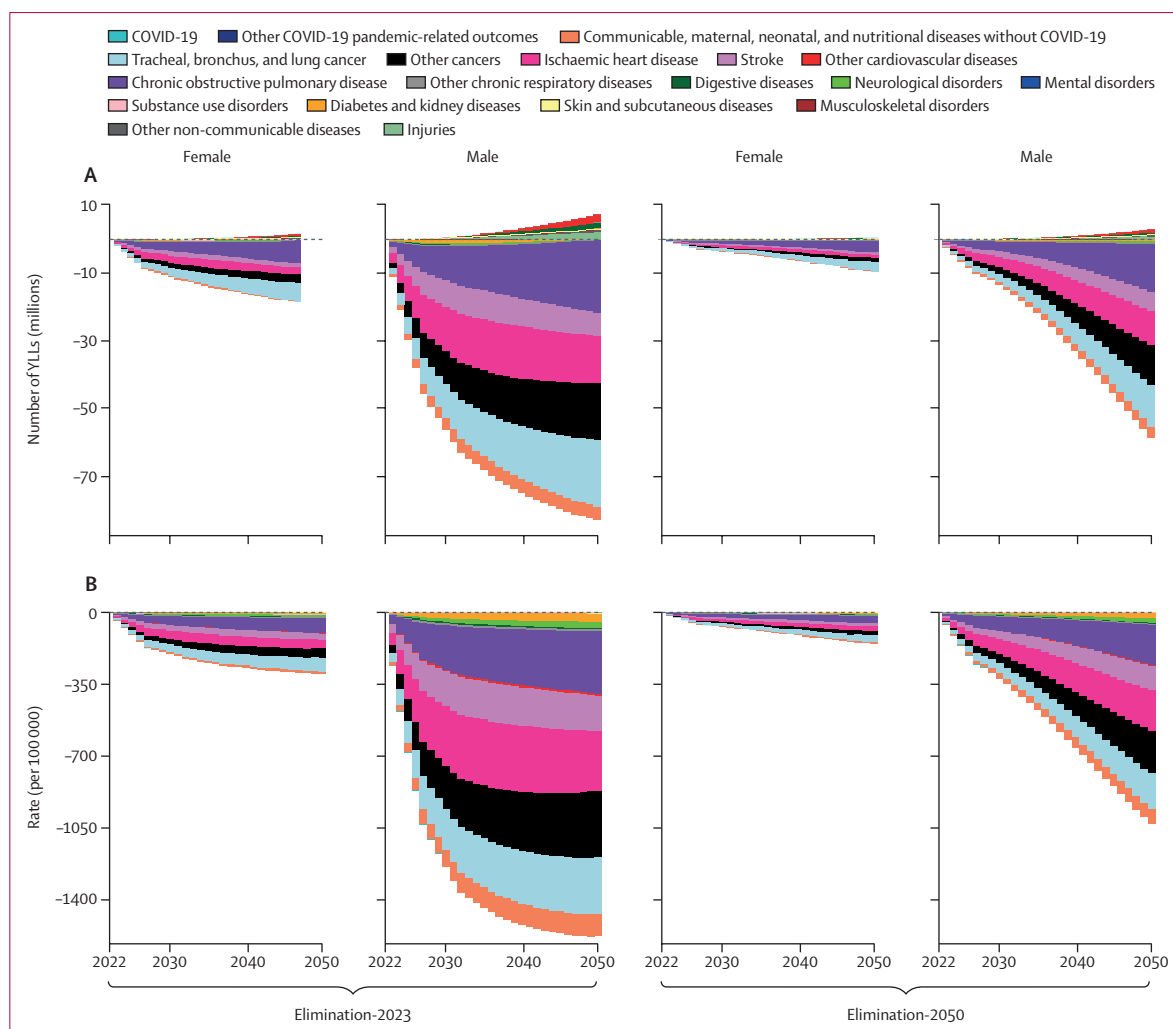 COVID-19 Other COVID-19 pandemic-related outcomes Communicable, maternal, neonatal, and nutritional diseases without COVID-19
Tracheal, bronchus, and lung cancer Other cancers Ischaemic heart disease Stroke Other cardiovascular diseases
Chronic obstructive pulmonary disease Other chronic respiratory diseases Digestive diseases Neurological disorders Mental disorders
Substance use disorders Diabetes and kidney diseases Skin and subcutaneous diseases Musculoskeletal disorders
Other non-communicable diseases Injuries
Female Male Female Male
A
Number of YLLs (millions)
10
0
−10
−30
−50
−70
B
Rate (per 100 000)
0
−350
−700
−1050
−1400
2022 2030 2040 2050 2022 2030 2040 2050 2022 2030 2040 2050 2022 2030 2040 2050
Elimination-2023 Elimination-2050